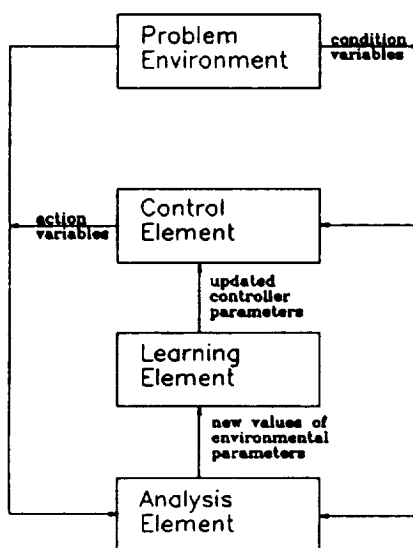 Problem
Environment
condition
variables
Control
Element
action
variables
updated
controller
parameters
Learning
Element
new values of
environmental
parameters
Analysis
Element